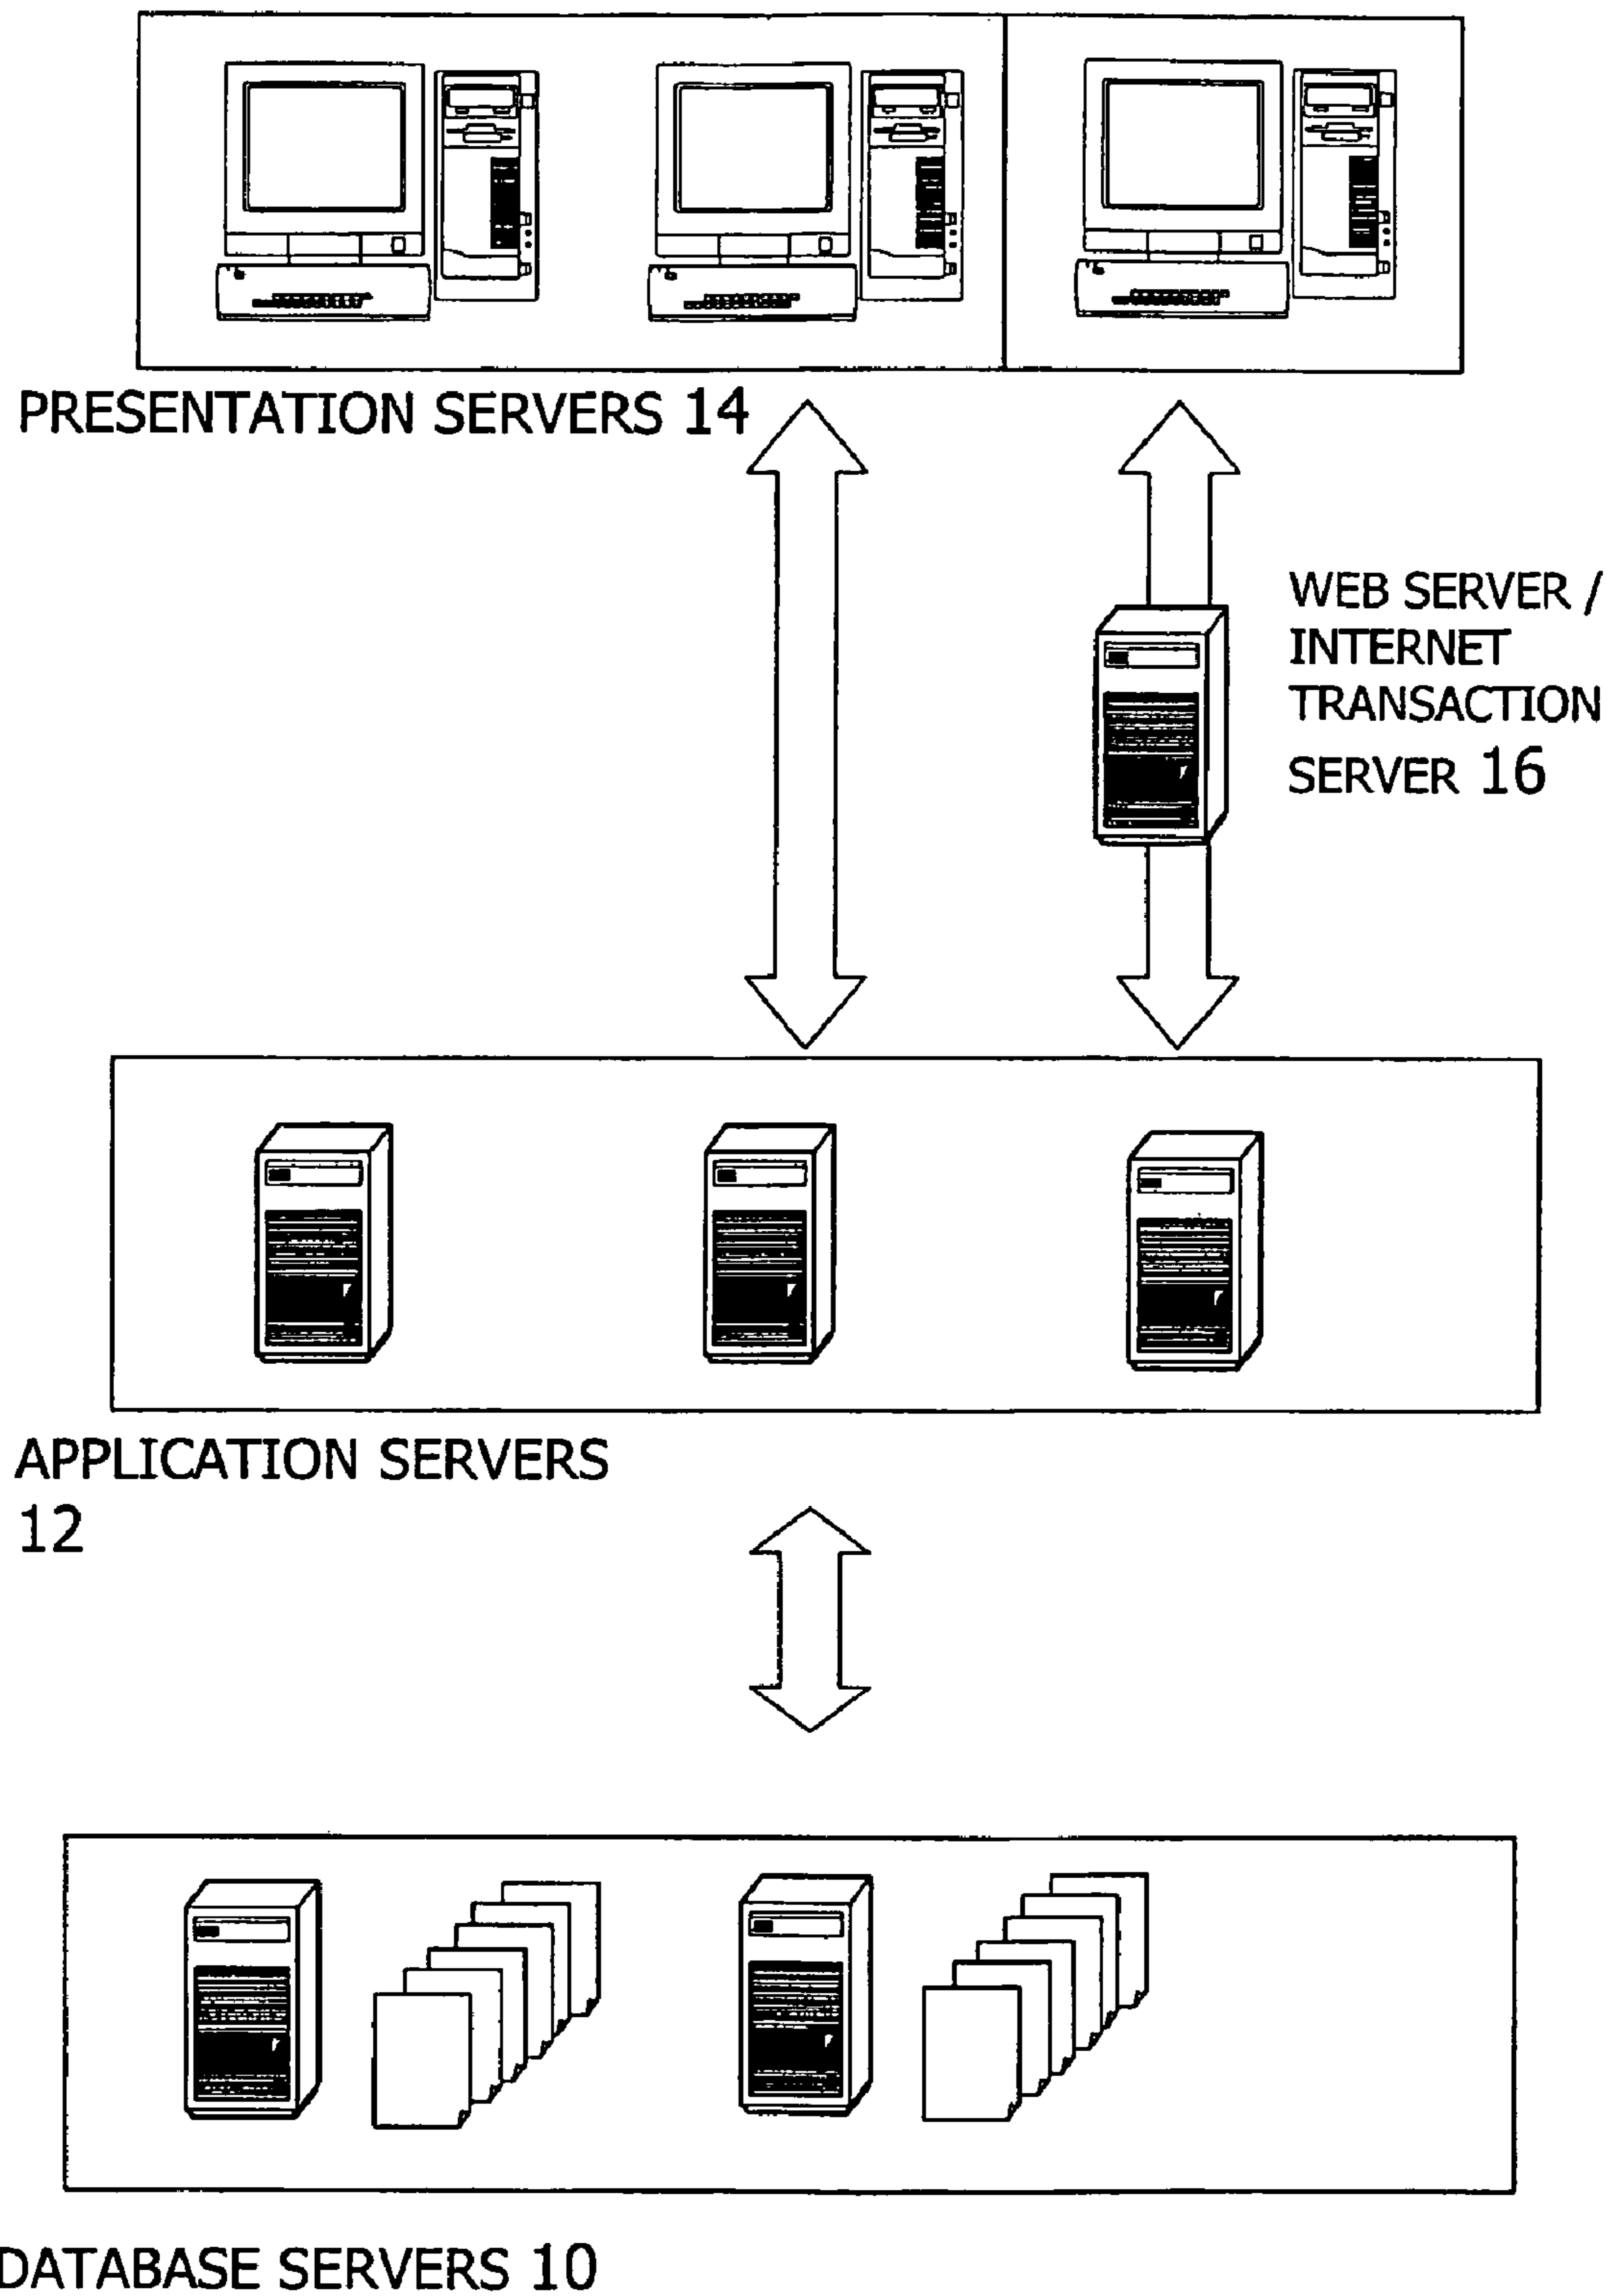 PRESENTATION SERVERS 14
WEB SERVER /
INTERNET
TRANSACTION
SERVER 16
APPLICATION SERVERS
12
DATABASE SERVERS 10